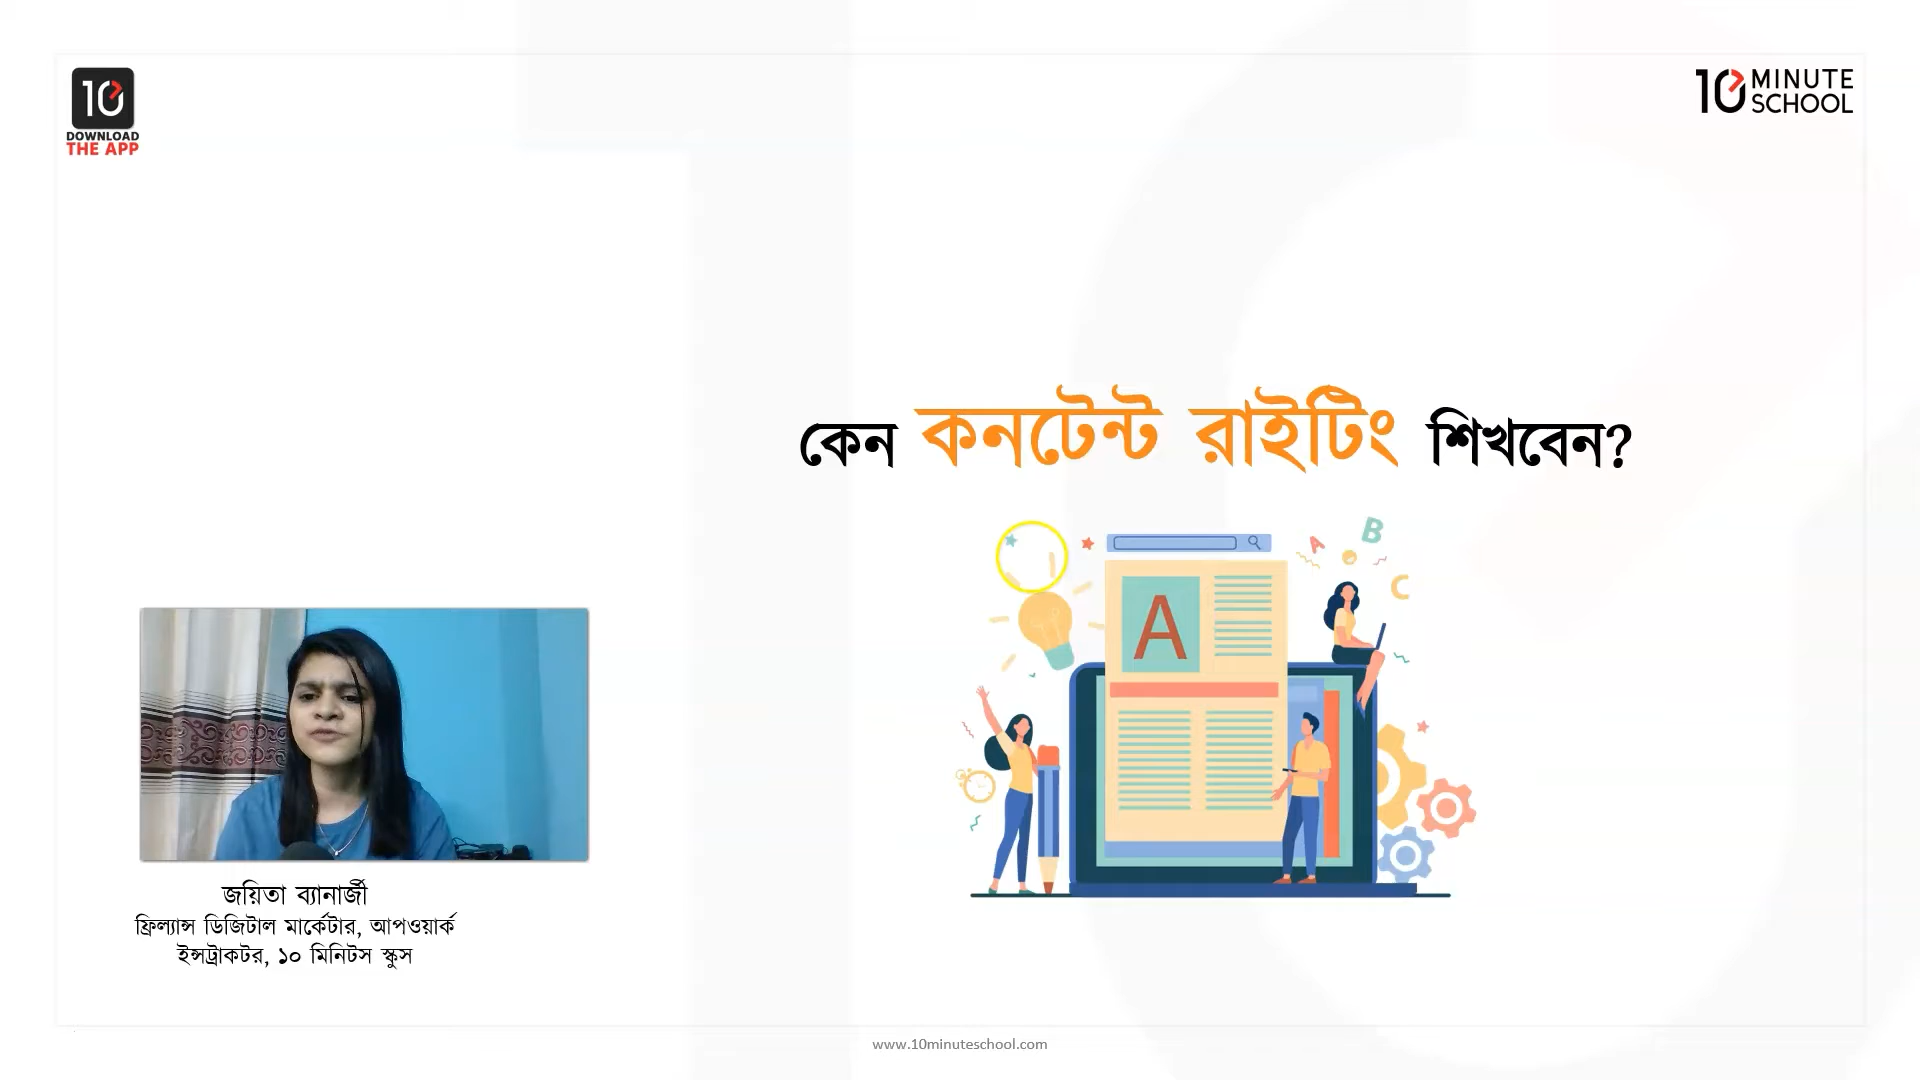 10
DOWNLOAD
THE APP
10 MINUTE
SCHOOL
কেন কনটেন্ট রাইটিং শিখবেন?
A
B
C
A
জয়িতা ব্যানার্জী
ফ্রিল্যান্স ডিজিটাল মার্কেটার, আপওয়ার্ক
ইন্সট্রাকটর, ১০ মিনিটস স্কুস
www.10minuteschool.com